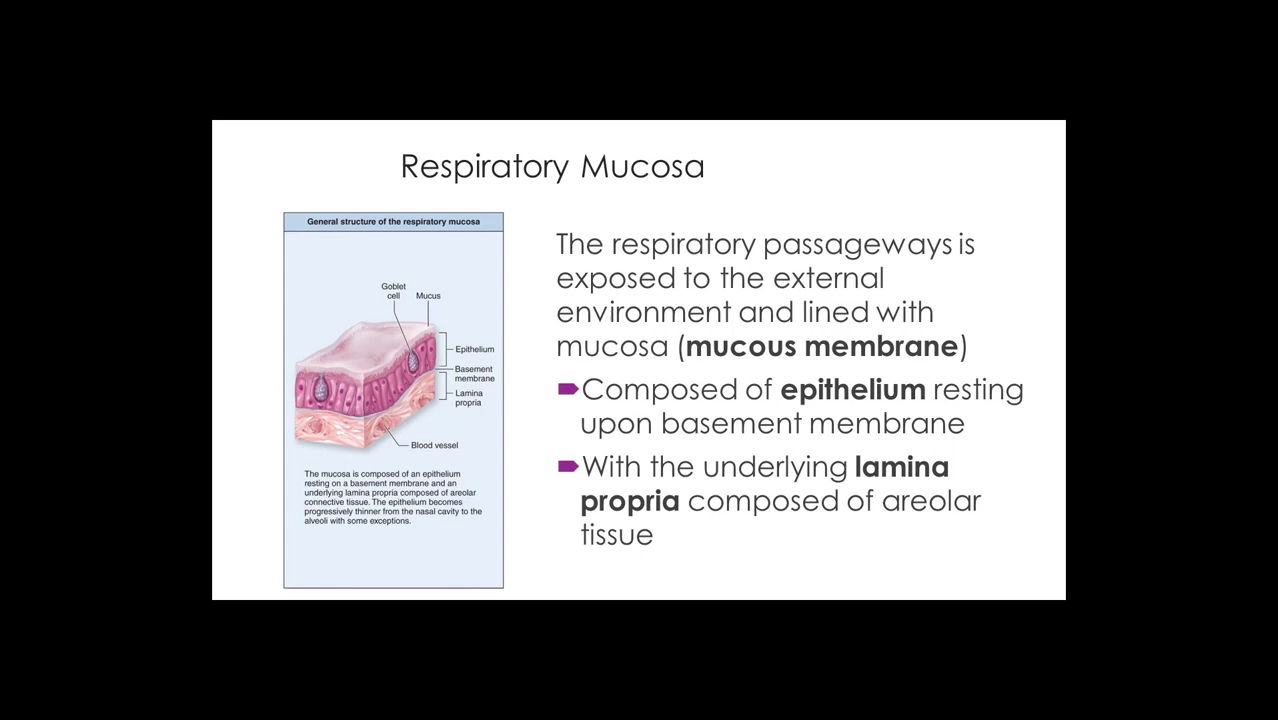 Respiratory Mucosa
General structure of the respiratory mucosa
Goblet
cell
Mucus
Epithelium
Basement
membrane
Lamina
propria
Blood vessel
The mucosa is composed of an epithelium
resting on a basement membrane and an
underlying lamina propria composed of areolar
connective tissue. The epithelium becomes
progressively thinner from the nasal cavity to the
alveoli with some exceptions.
The respiratory passageways is
exposed to the external
environment and lined with
mucosa (mucous membrane)
Composed of epithelium resting
upon basement membrane
With the underlying lamina
propria composed of areolar
tissue